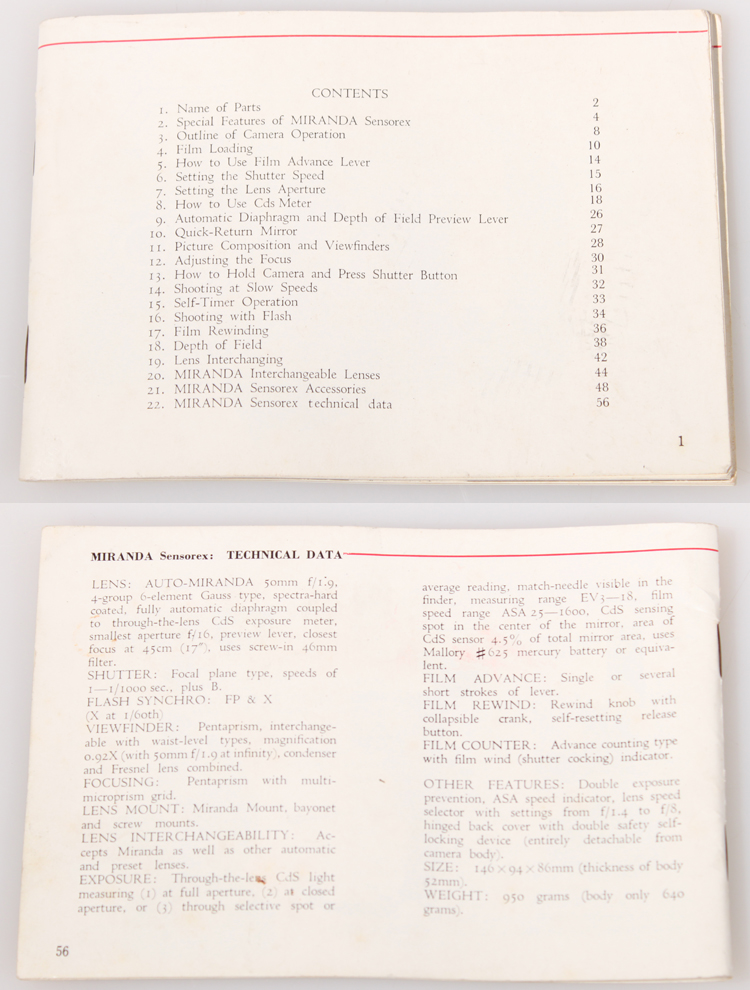 CONTENTS
1. Name of Parts 2
2. Special Features of MIRANDA Sensorex 4
3. Outline of Camera Operation 8
4. Film Loading 10
5. How to Use Film Advance Lever 14
6. Setting the Shutter Speed 15
7. Setting the Lens Aperture 16
8. How to Use Cds Meter 18
9. Automatic Diaphragm and Depth of Field Preview Lever 26
10. Quick-Return Mirror 27
11. Picture Composition and Viewfinders 28
12. Adjusting the Focus 30
13. How to Hold Camera and Press Shutter Button 31
14. Shooting at Slow Speeds 32
15. Self-Timer Operation 33
16. Shooting with Flash 34
17. Film Rewinding 36
18. Depth of Field 38
19. Lens Interchanging 42
20. MIRANDA Interchangeable Lenses 44
21. MIRANDA Sensorex Accessories 48
22. MIRANDA Sensorex technical data 56
1
MIRANDA Sensorex: TECHNICAL DATA
LENS: AUTO-MIRANDA 50mm f/1.9,
4-group 6-element Gauss type, spectra-hard
coated, fully automatic diaphragm coupled
to through-the-lens CdS exposure meter,
smallest aperture f/16, preview lever, closest
focus at 45cm (17"), uses screw-in 46mm
filter.
SHUTTER: Focal plane type, speeds of
1—1/1000 sec., plus B.
FLASH SYNCHRO: FP & X
(X at 1/60th)
VIEWFINDER: Pentaprism, interchange-
able with waist-level types, magnification
0.92X (with 50mm f/1.9 at infinity), condenser
and Fresnel lens combined.
FOCUSING: Pentaprism with multi-
microprism grid.
LENS MOUNT: Miranda Mount, bayonet
and screw mounts.
LENS INTERCHANGEABILITY: Ac-
cepts Miranda as well as other automatic
and preset lenses.
EXPOSURE: Through-the-lens CdS light
measuring (1) at full aperture, (2) at closed
aperture, or (3) through selective spot or
average reading, match-needle visible in the
finder, measuring range EV3—18, film
speed range ASA 25—1600, CdS sensing
spot in the center of the mirror, area of
CdS sensor 4.5% of total mirror area, uses
Mallory #625 mercury battery or equiva-
lent.
FILM ADVANCE: Single or several
short strokes of lever.
FILM REWIND: Rewind knob with
collapsible crank, self-resetting release
button.
FILM COUNTER: Advance counting type
with film wind (shutter cocking) indicator.
OTHER FEATURES: Double exposure
prevention, ASA speed indicator, lens speed
selector with settings from f/1.4 to f/8,
hinged back cover with double safety self-
locking device (entirely detachable from
camera body).
SIZE: 146×94×86mm (thickness of body
52mm).
WEIGHT: 950 grams (body only 640
grams).
56